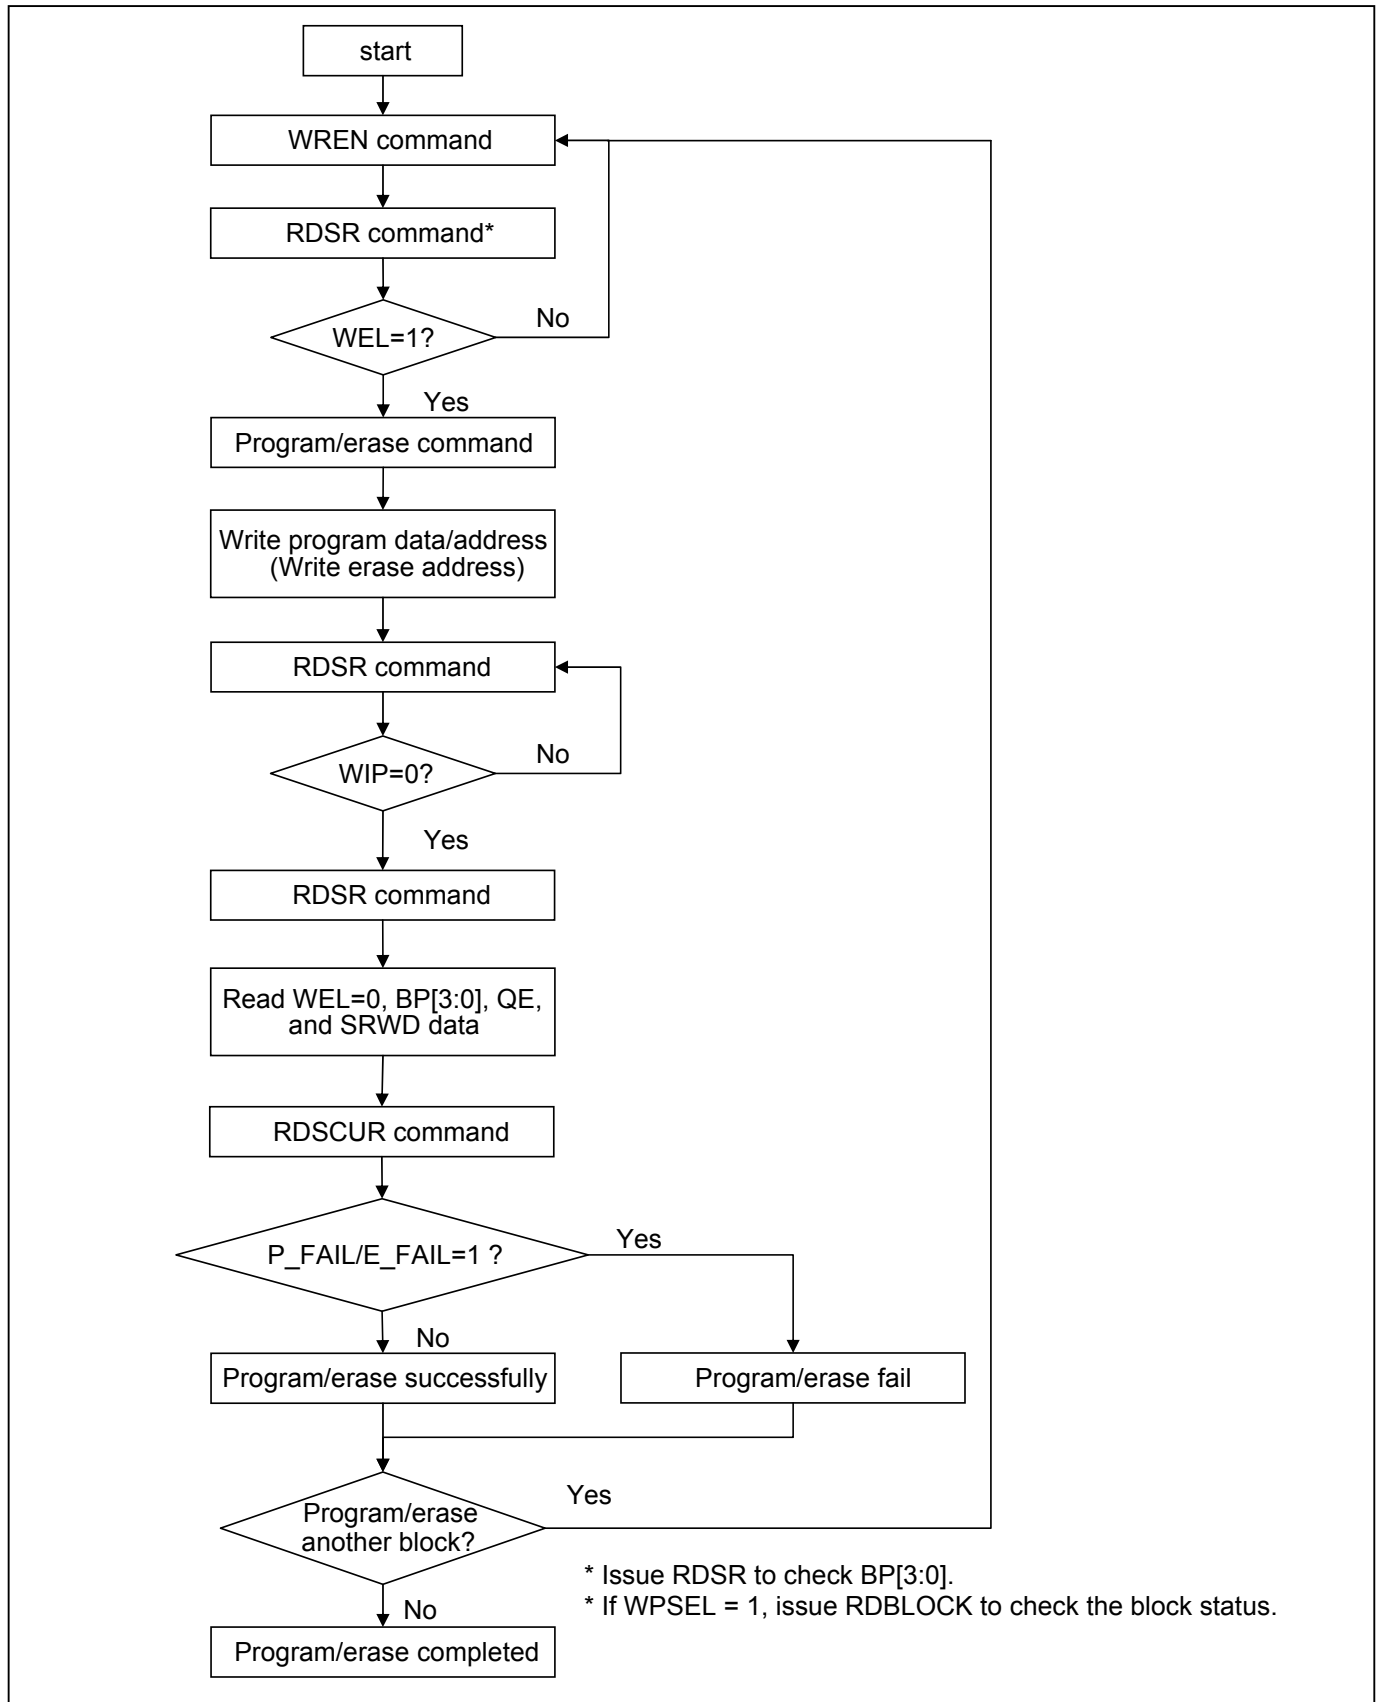 start
WREN command
RDSR command*
WEL=1?
No
Yes
Program/erase command
Write program data/address
(Write erase address)
RDSR command
WIP=0?
No
Yes
RDSR command
Read WEL=0, BP[3:0], QE,
and SRWD data
RDSCUR command
P_FAIL/E_FAIL=1 ?
Yes
No
Program/erase successfully
Program/erase fail
Program/erase
another block?
Yes
* Issue RDSR to check BP[3:0].
* If WPSEL = 1, issue RDBLOCK to check the block status.
No
Program/erase completed